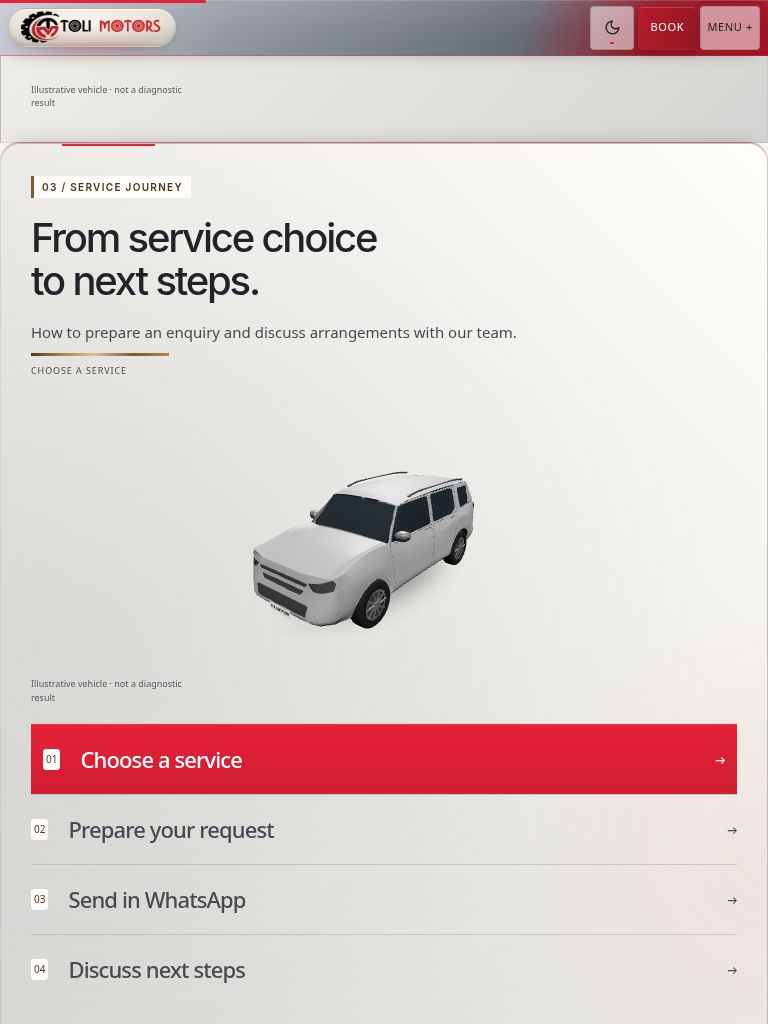 TOLI MOTORS
BOOK
MENU +
Illustrative vehicle · not a diagnostic
result
03 / SERVICE JOURNEY
From service choice
to next steps.
How to prepare an enquiry and discuss arrangements with our team.
CHOOSE A SERVICE
Illustrative vehicle · not a diagnostic
result
01 Choose a service →
02 Prepare your request →
03 Send in WhatsApp →
04 Discuss next steps →